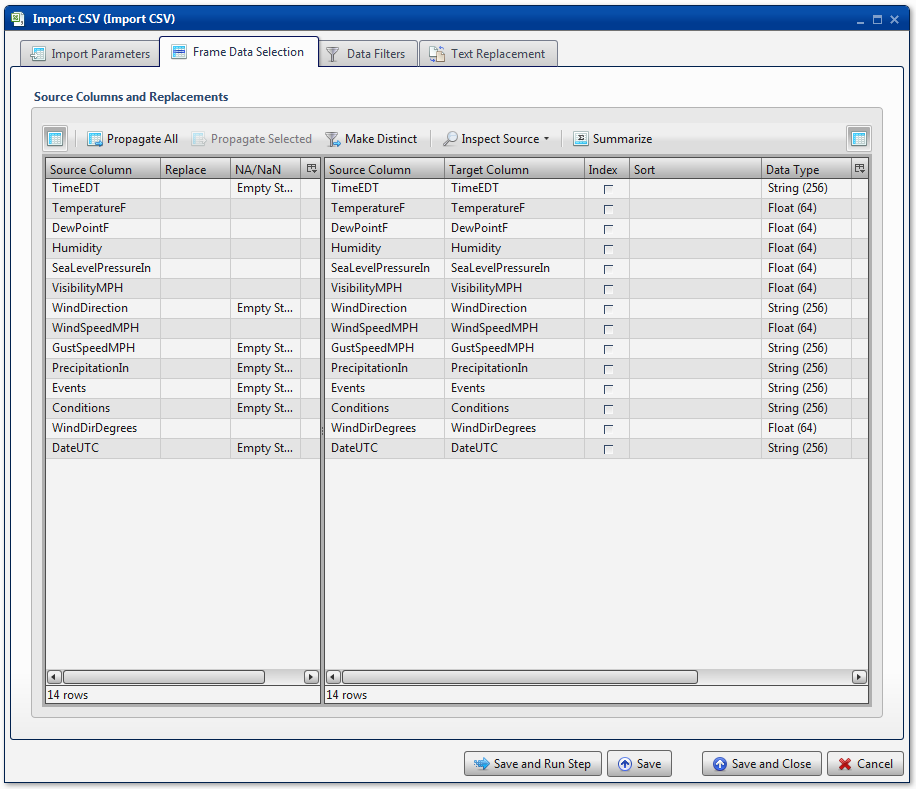 Import: CSV (Import CSV)
Import Parameters Frame Data Selection Data Filters Text Replacement
Source Columns and Replacements
Propagate All Propagate Selected Make Distinct Inspect Source Summarize
Source Column Replace NA/NaN Source Column Target Column Index Sort Data Type
TimeEDT Empty St... TimeEDT TimeEDT String (256)
TemperatureF TemperatureF TemperatureF Float (64)
DewPointF DewPointF DewPointF Float (64)
Humidity Humidity Humidity Float (64)
SeaLevelPressureIn SeaLevelPressureIn SeaLevelPressureIn Float (64)
VisibilityMPH VisibilityMPH VisibilityMPH Float (64)
WindDirection Empty St... WindDirection WindDirection String (256)
WindSpeedMPH WindSpeedMPH WindSpeedMPH Float (64)
GustSpeedMPH Empty St... GustSpeedMPH GustSpeedMPH String (256)
PrecipitationIn Empty St... PrecipitationIn PrecipitationIn String (256)
Events Empty St... Events Events String (256)
Conditions Empty St... Conditions Conditions String (256)
WindDirDegrees WindDirDegrees WindDirDegrees Float (64)
DateUTC Empty St... DateUTC DateUTC String (256)
14 rows 14 rows
Save and Run Step Save Save and Close Cancel